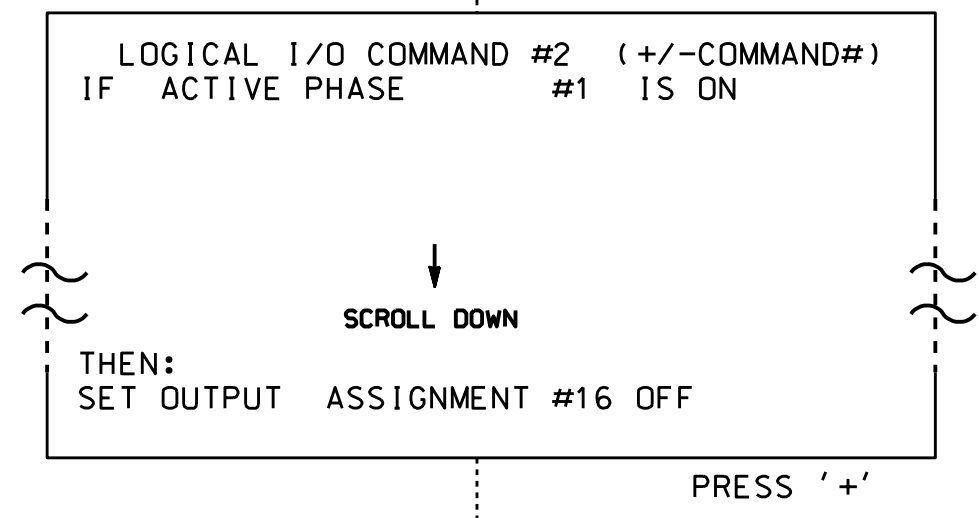 LOGICAL I/O COMMAND #2 (+/-COMMAND#)
IF ACTIVE PHASE #1 IS ON
SCROLL DOWN
THEN:
SET OUTPUT ASSIGNMENT #16 OFF
PRESS '+'